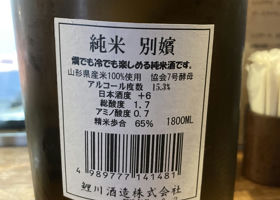 純米 別嬪
燗でも冷でも楽しめる純米酒です。
山形県産米100%使用 協会7号酵母
アルコール度数 15.3%
日本酒度 +6
総酸度 1.7
アミノ酸度 0.7
精米歩合 65% 1800ML
4 989777 141481
鯉川酒造株式会社